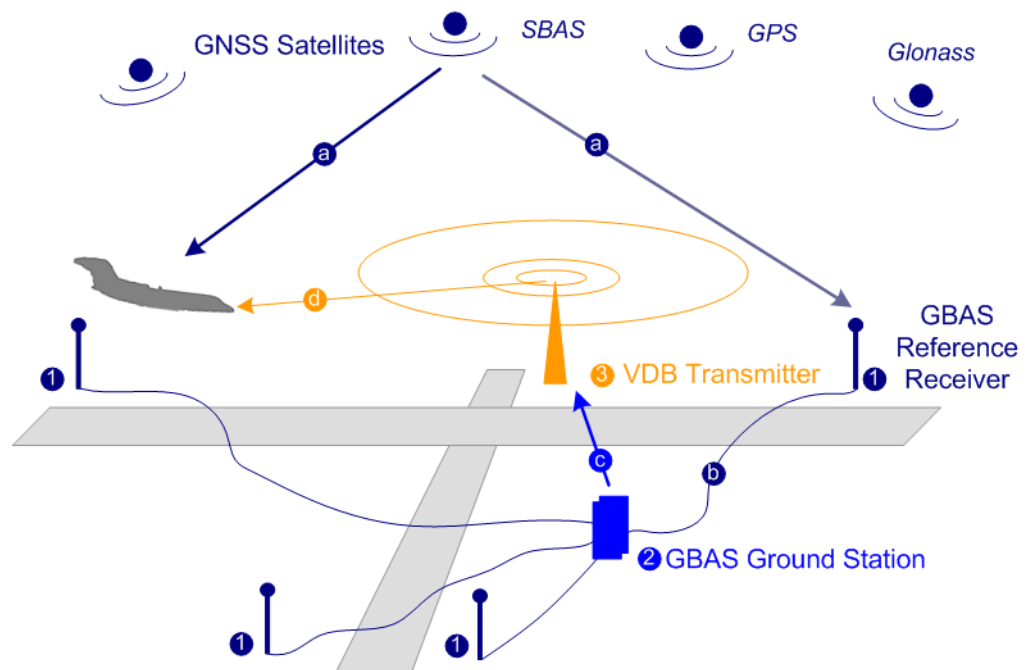 GNSS Satellites
SBAS
GPS
Glonass
a
a
d
1
3 VDB Transmitter
1
GBAS
Reference
Receiver
c
b
2 GBAS Ground Station
1
1